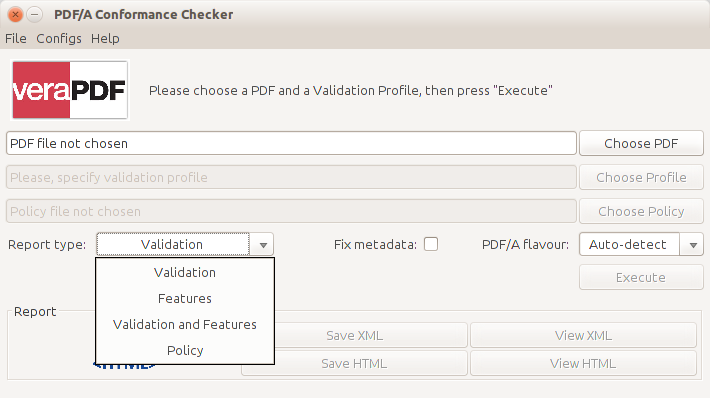 PDF/A Conformance Checker
File Configs Help
veraPDF
Please choose a PDF and a Validation Profile, then press "Execute"
PDF file not chosen
Choose PDF
Please, specify validation profile
Choose Profile
Policy file not chosen
Choose Policy
Report type: Validation
Fix metadata:
PDF/A flavour: Auto-detect
Validation
Features
Validation and Features
Policy
Execute
Report
Save XML
View XML
HTML
Save HTML
View HTML